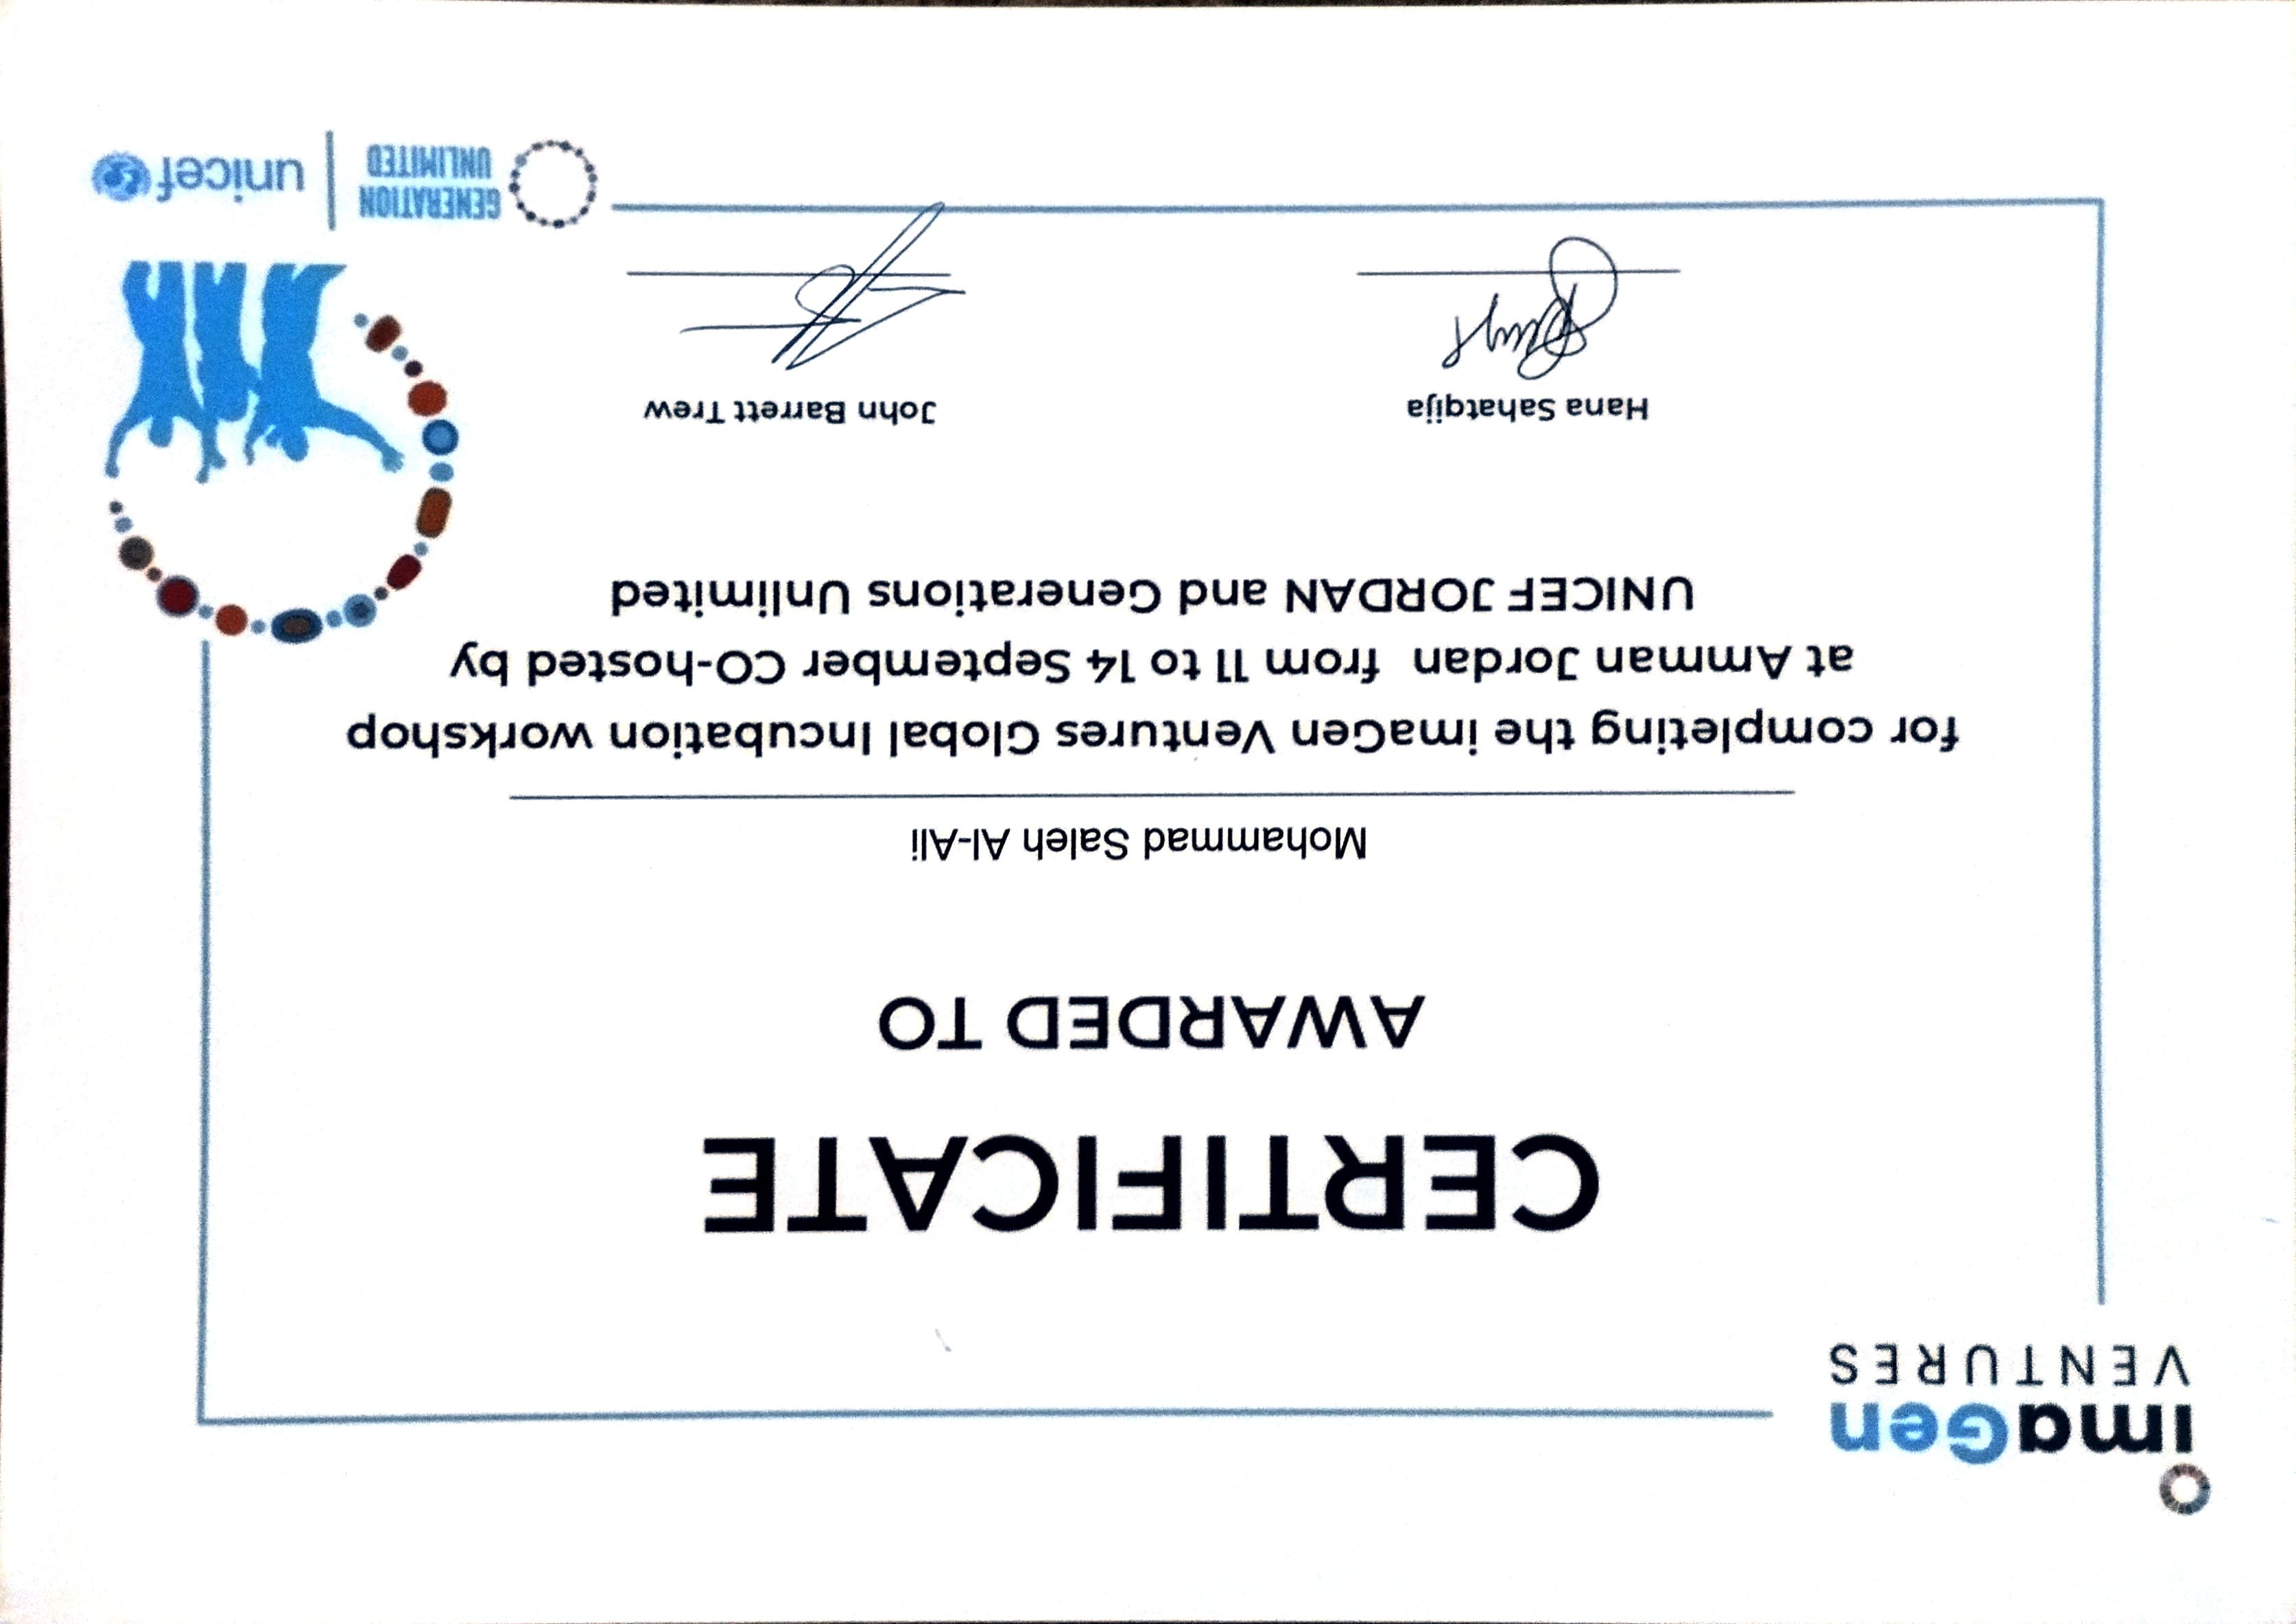 imaGen
VENTURES
CERTIFICATE
AWARDED TO
Mohammad Saleh Al-Ali
for completing the imaGen Ventures Global Incubation workshop
at Amman Jordan from 11 to 14 September CO-hosted by
UNICEF JORDAN and Generations Unlimited
Hana Sahatqija
John Barrett Trew
GENERATION
UNLIMITED
unicef